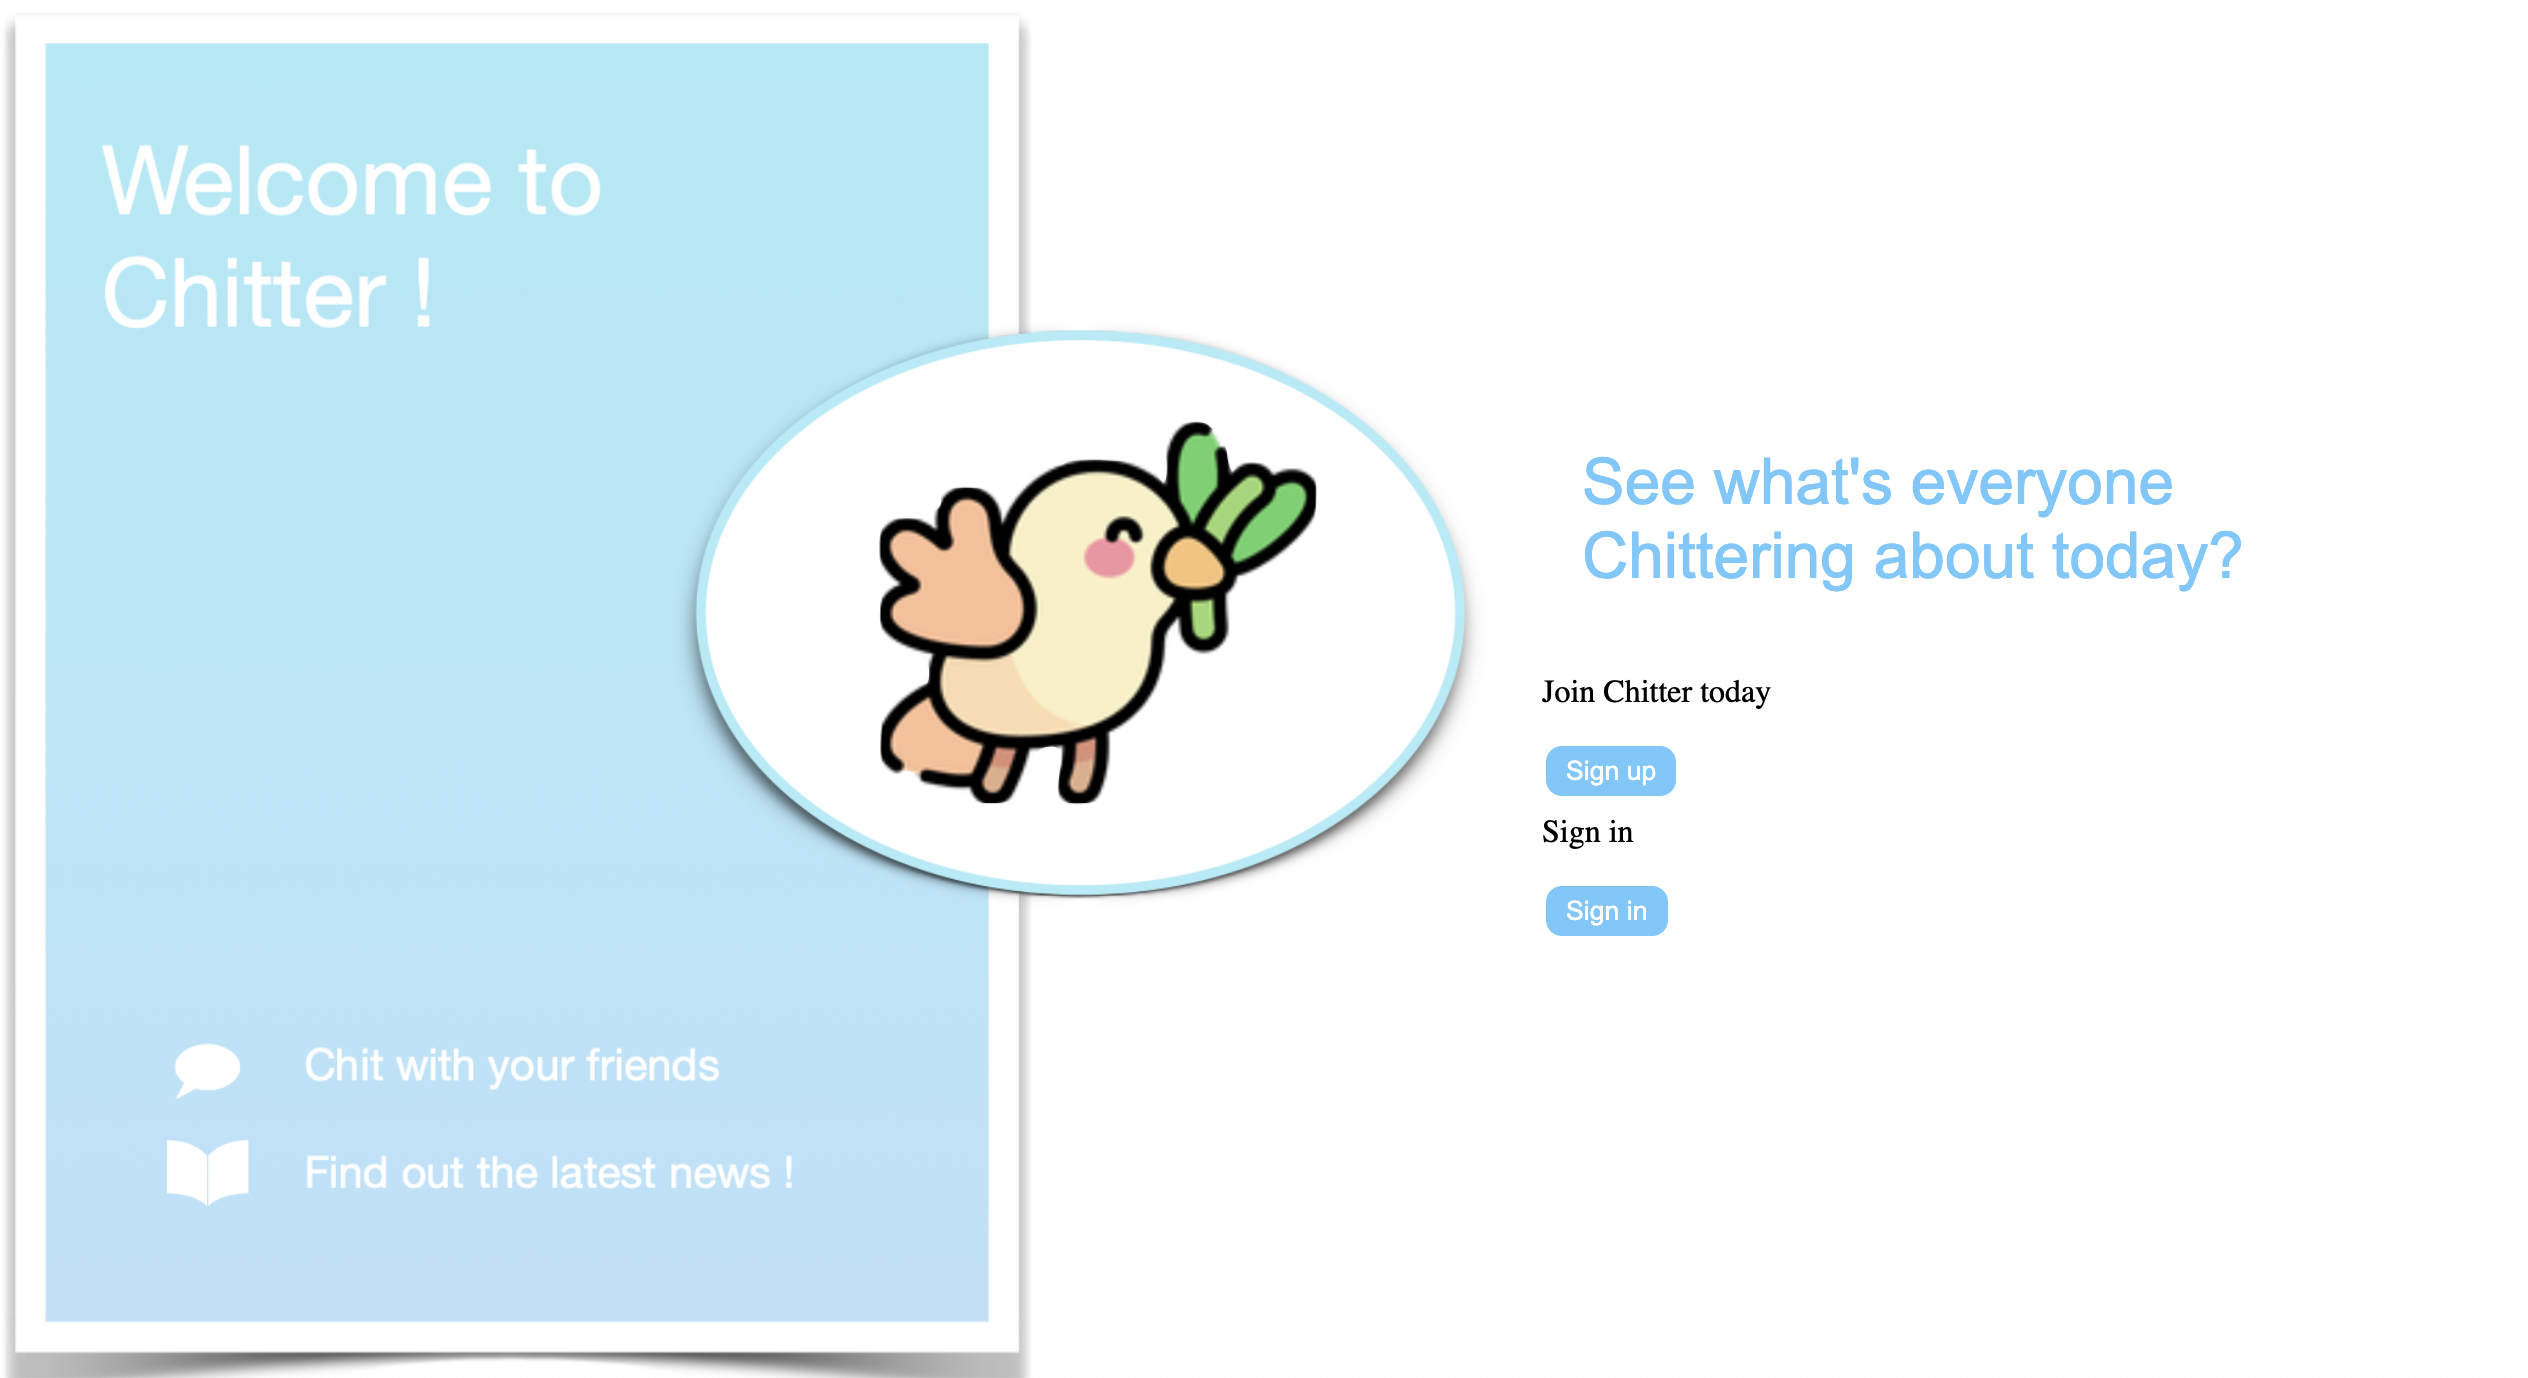 Welcome to
Chitter !
Chit with your friends
Find out the latest news !
See what's everyone
Chittering about today?
Join Chitter today
Sign up
Sign in
Sign in